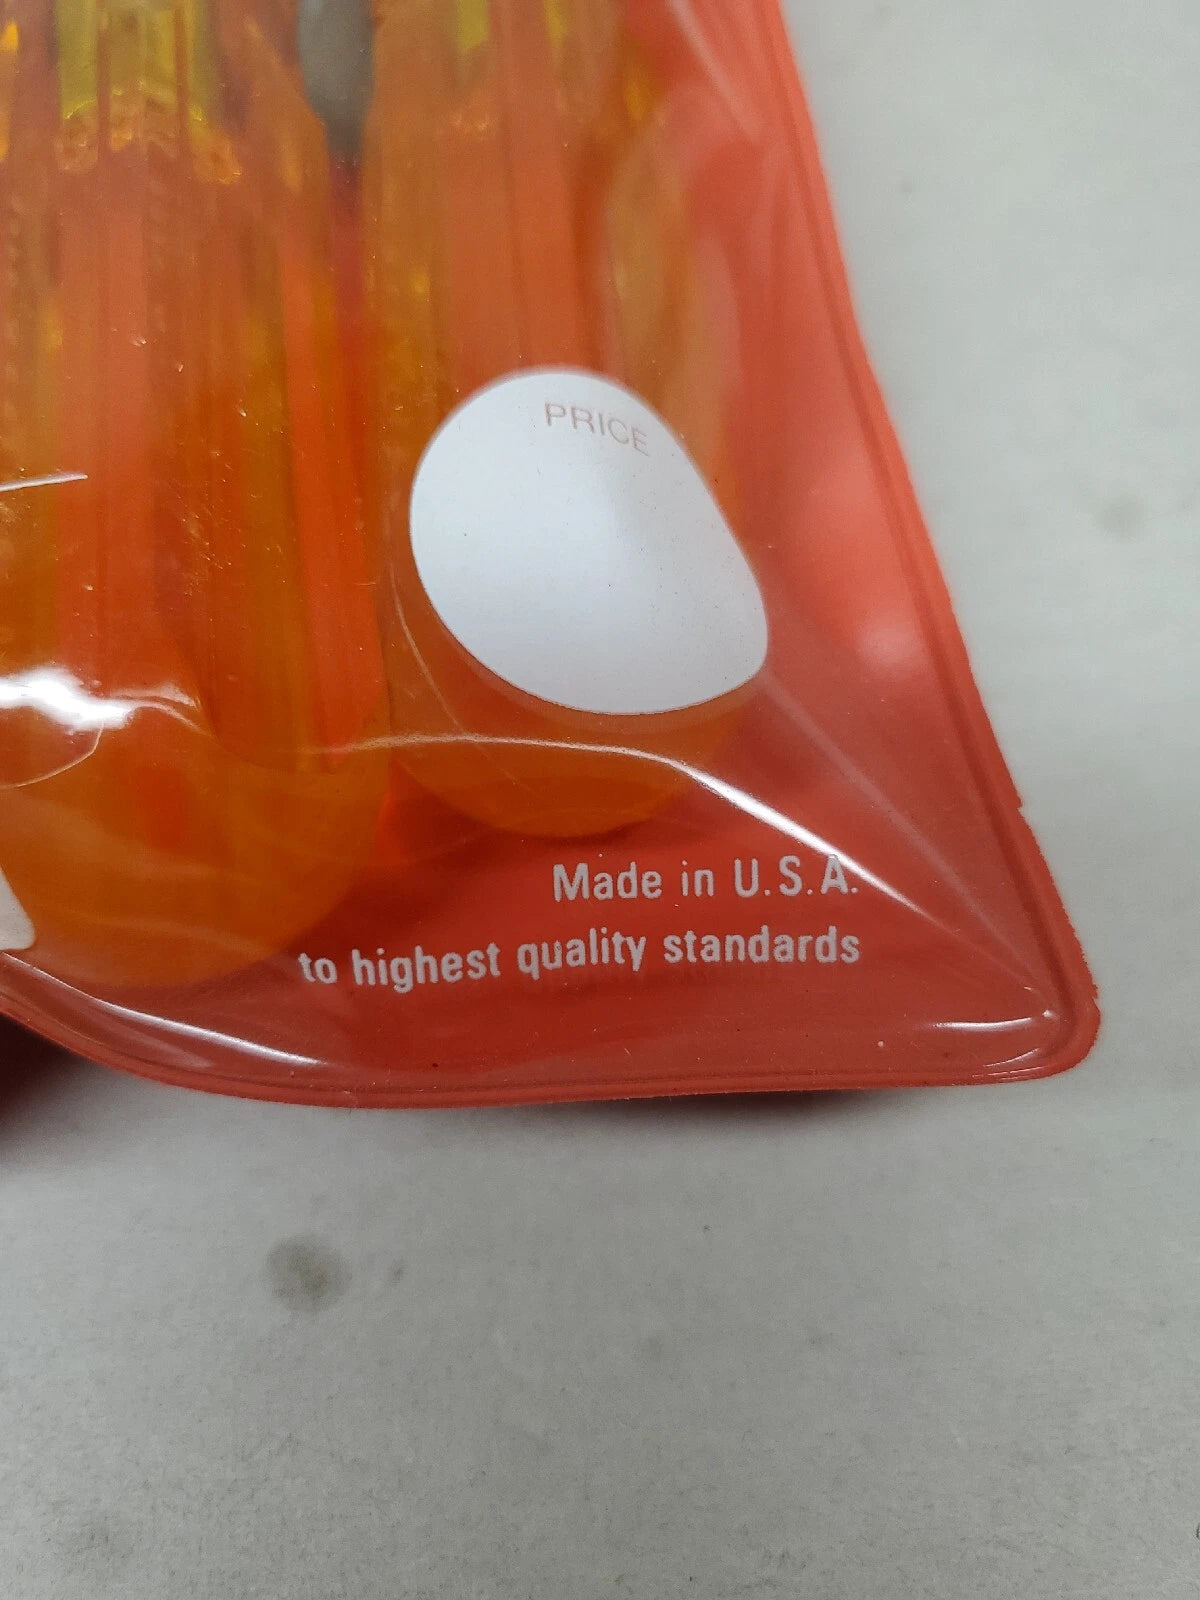 PRICE
Made in U.S.A.
to highest quality standards